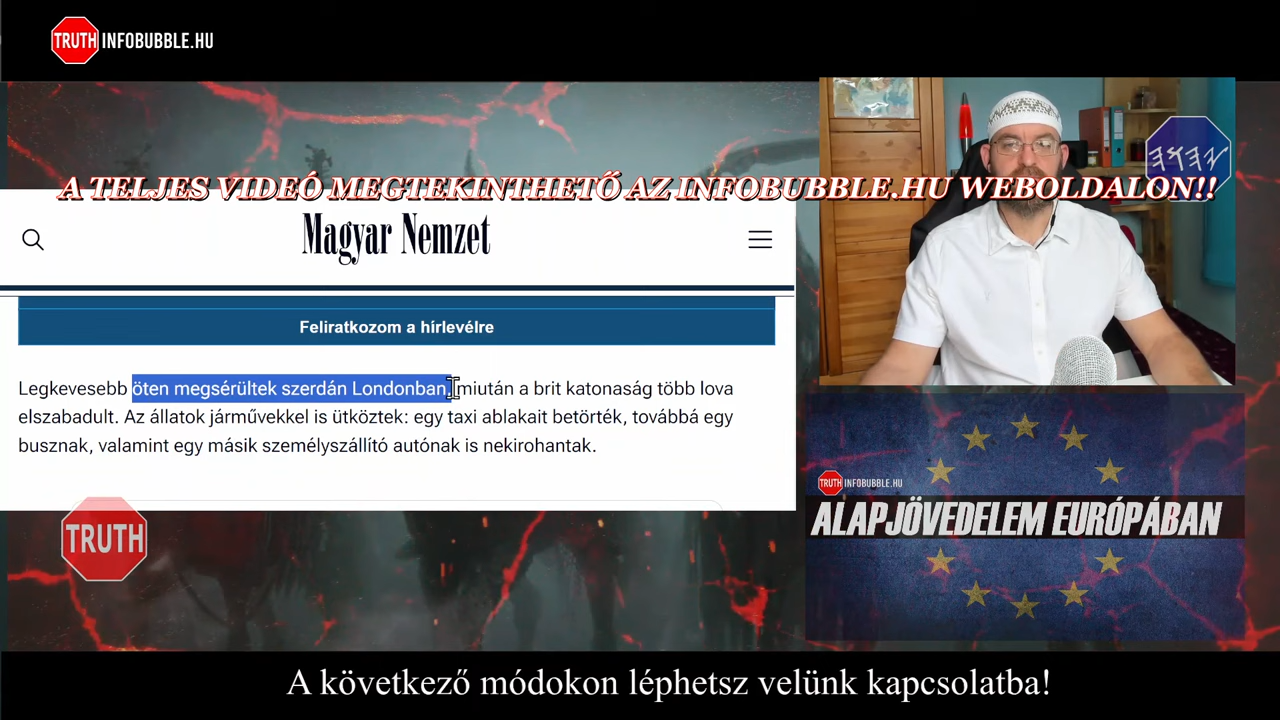 TRUTH INFOBUBBLE.HU
A TELJES VIDEÓ MEGTEKINTHETŐ AZ INFOBUBBLE.HU WEBOLDALON!!
Magyar Nemzet
Feliratkozom a hírlevélre
Legkevesebb öten megsérültek szerdán Londonban, miután a brit katonaság több lova
elszabadult. Az állatok járművekkel is ütköztek: egy taxi ablakait betörték, továbbá egy
busznak, valamint egy másik személyszállító autónak is nekirohantak.
TRUTH
TRUTH INFOBUBBLE.HU
ALAPJÖVEDELEM EURÓPÁBAN
A következő módokon léphetsz velünk kapcsolatba!